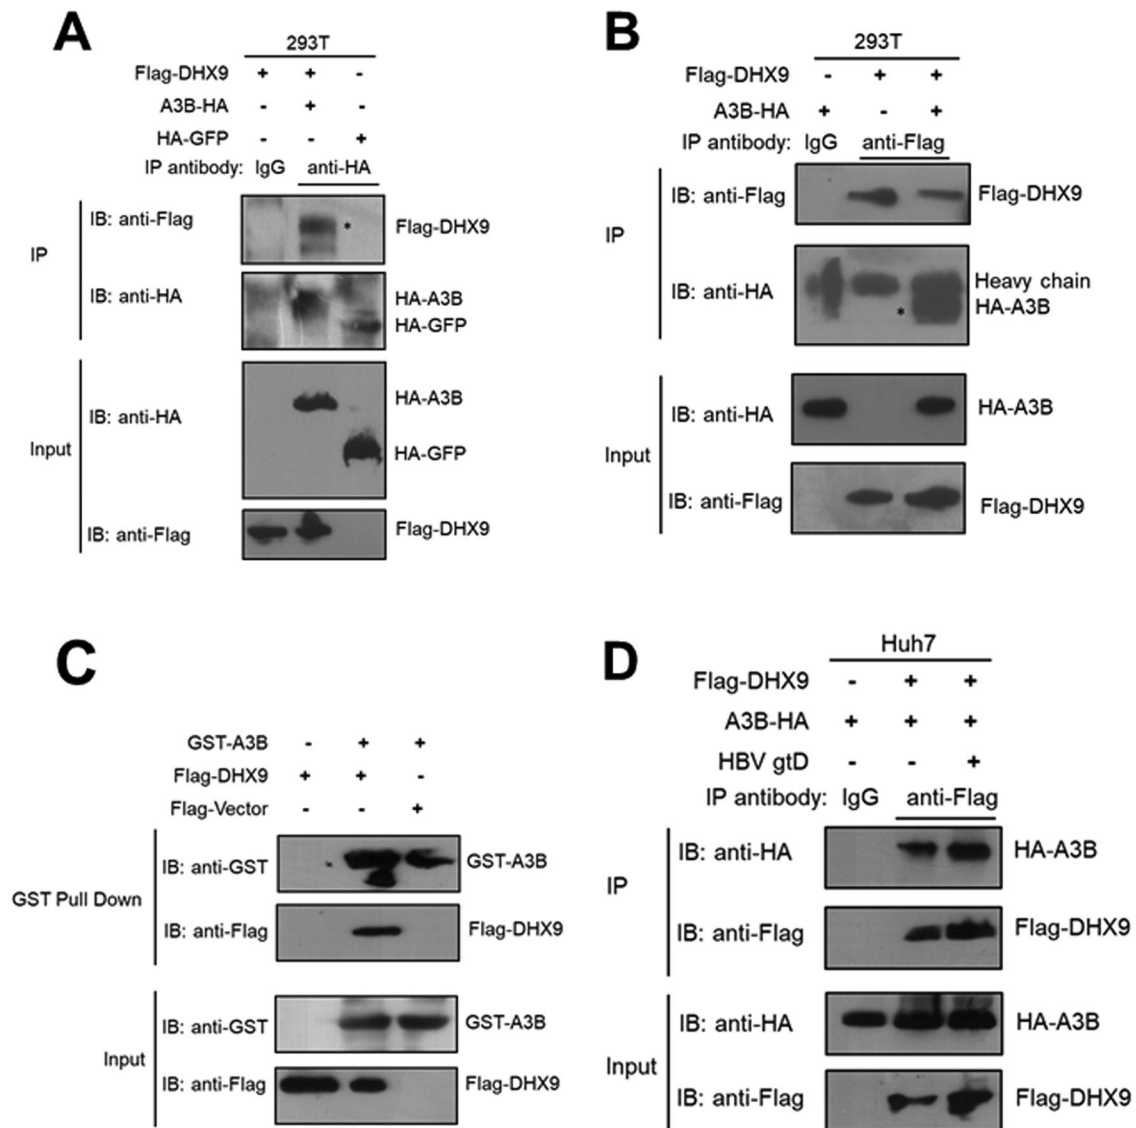 A
293T
Flag-DHX9 + + -
A3B-HA - + -
HA-GFP - - +
IP antibody: IgG anti-HA
IB: anti-Flag * Flag-DHX9
IP
IB: anti-HA HA-A3B
HA-GFP
IB: anti-HA HA-A3B
Input HA-GFP
IB: anti-Flag Flag-DHX9
B
293T
Flag-DHX9 - + +
A3B-HA + - +
IP antibody: IgG anti-Flag
IB: anti-Flag Flag-DHX9
IP
IB: anti-HA Heavy chain
* HA-A3B
IB: anti-HA HA-A3B
Input
IB: anti-Flag Flag-DHX9
C
GST-A3B - + +
Flag-DHX9 + + -
Flag-Vector - - +
IB: anti-GST GST-A3B
GST Pull Down
IB: anti-Flag Flag-DHX9
IB: anti-GST GST-A3B
Input
IB: anti-Flag Flag-DHX9
D
Huh7
Flag-DHX9 - + +
A3B-HA + + +
HBV gtD - - +
IP antibody: IgG anti-Flag
IB: anti-HA HA-A3B
IP
IB: anti-Flag Flag-DHX9
IB: anti-HA HA-A3B
Input
IB: anti-Flag Flag-DHX9